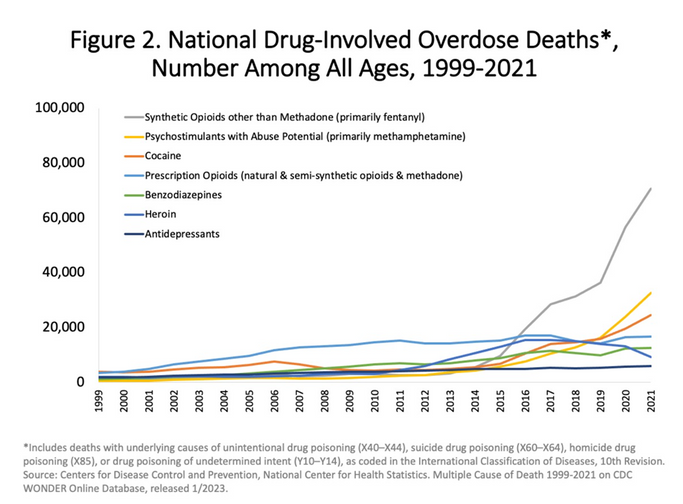 Figure 2. National Drug-Involved Overdose Deaths*,
Number Among All Ages, 1999-2021
100,000
80,000
60,000
40,000
20,000
0
Synthetic Opioids other than Methadone (primarily fentanyl)
Psychostimulants with Abuse Potential (primarily methamphetamine)
Cocaine
Prescription Opioids (natural & semi-synthetic opioids & methadone)
Benzodiazepines
Heroin
Antidepressants
1999
2000
2001
2002
2003
2004
2005
2006
2007
2008
2009
2010
2011
2012
2013
2014
2015
2016
2017
2018
2019
2020
2021
*Includes deaths with underlying causes of unintentional drug poisoning (X40–X44), suicide drug poisoning (X60–X64), homicide drug
poisoning (X85), or drug poisoning of undetermined intent (Y10–Y14), as coded in the International Classification of Diseases, 10th Revision.
Source: Centers for Disease Control and Prevention, National Center for Health Statistics. Multiple Cause of Death 1999-2021 on CDC
WONDER Online Database, released 1/2023.